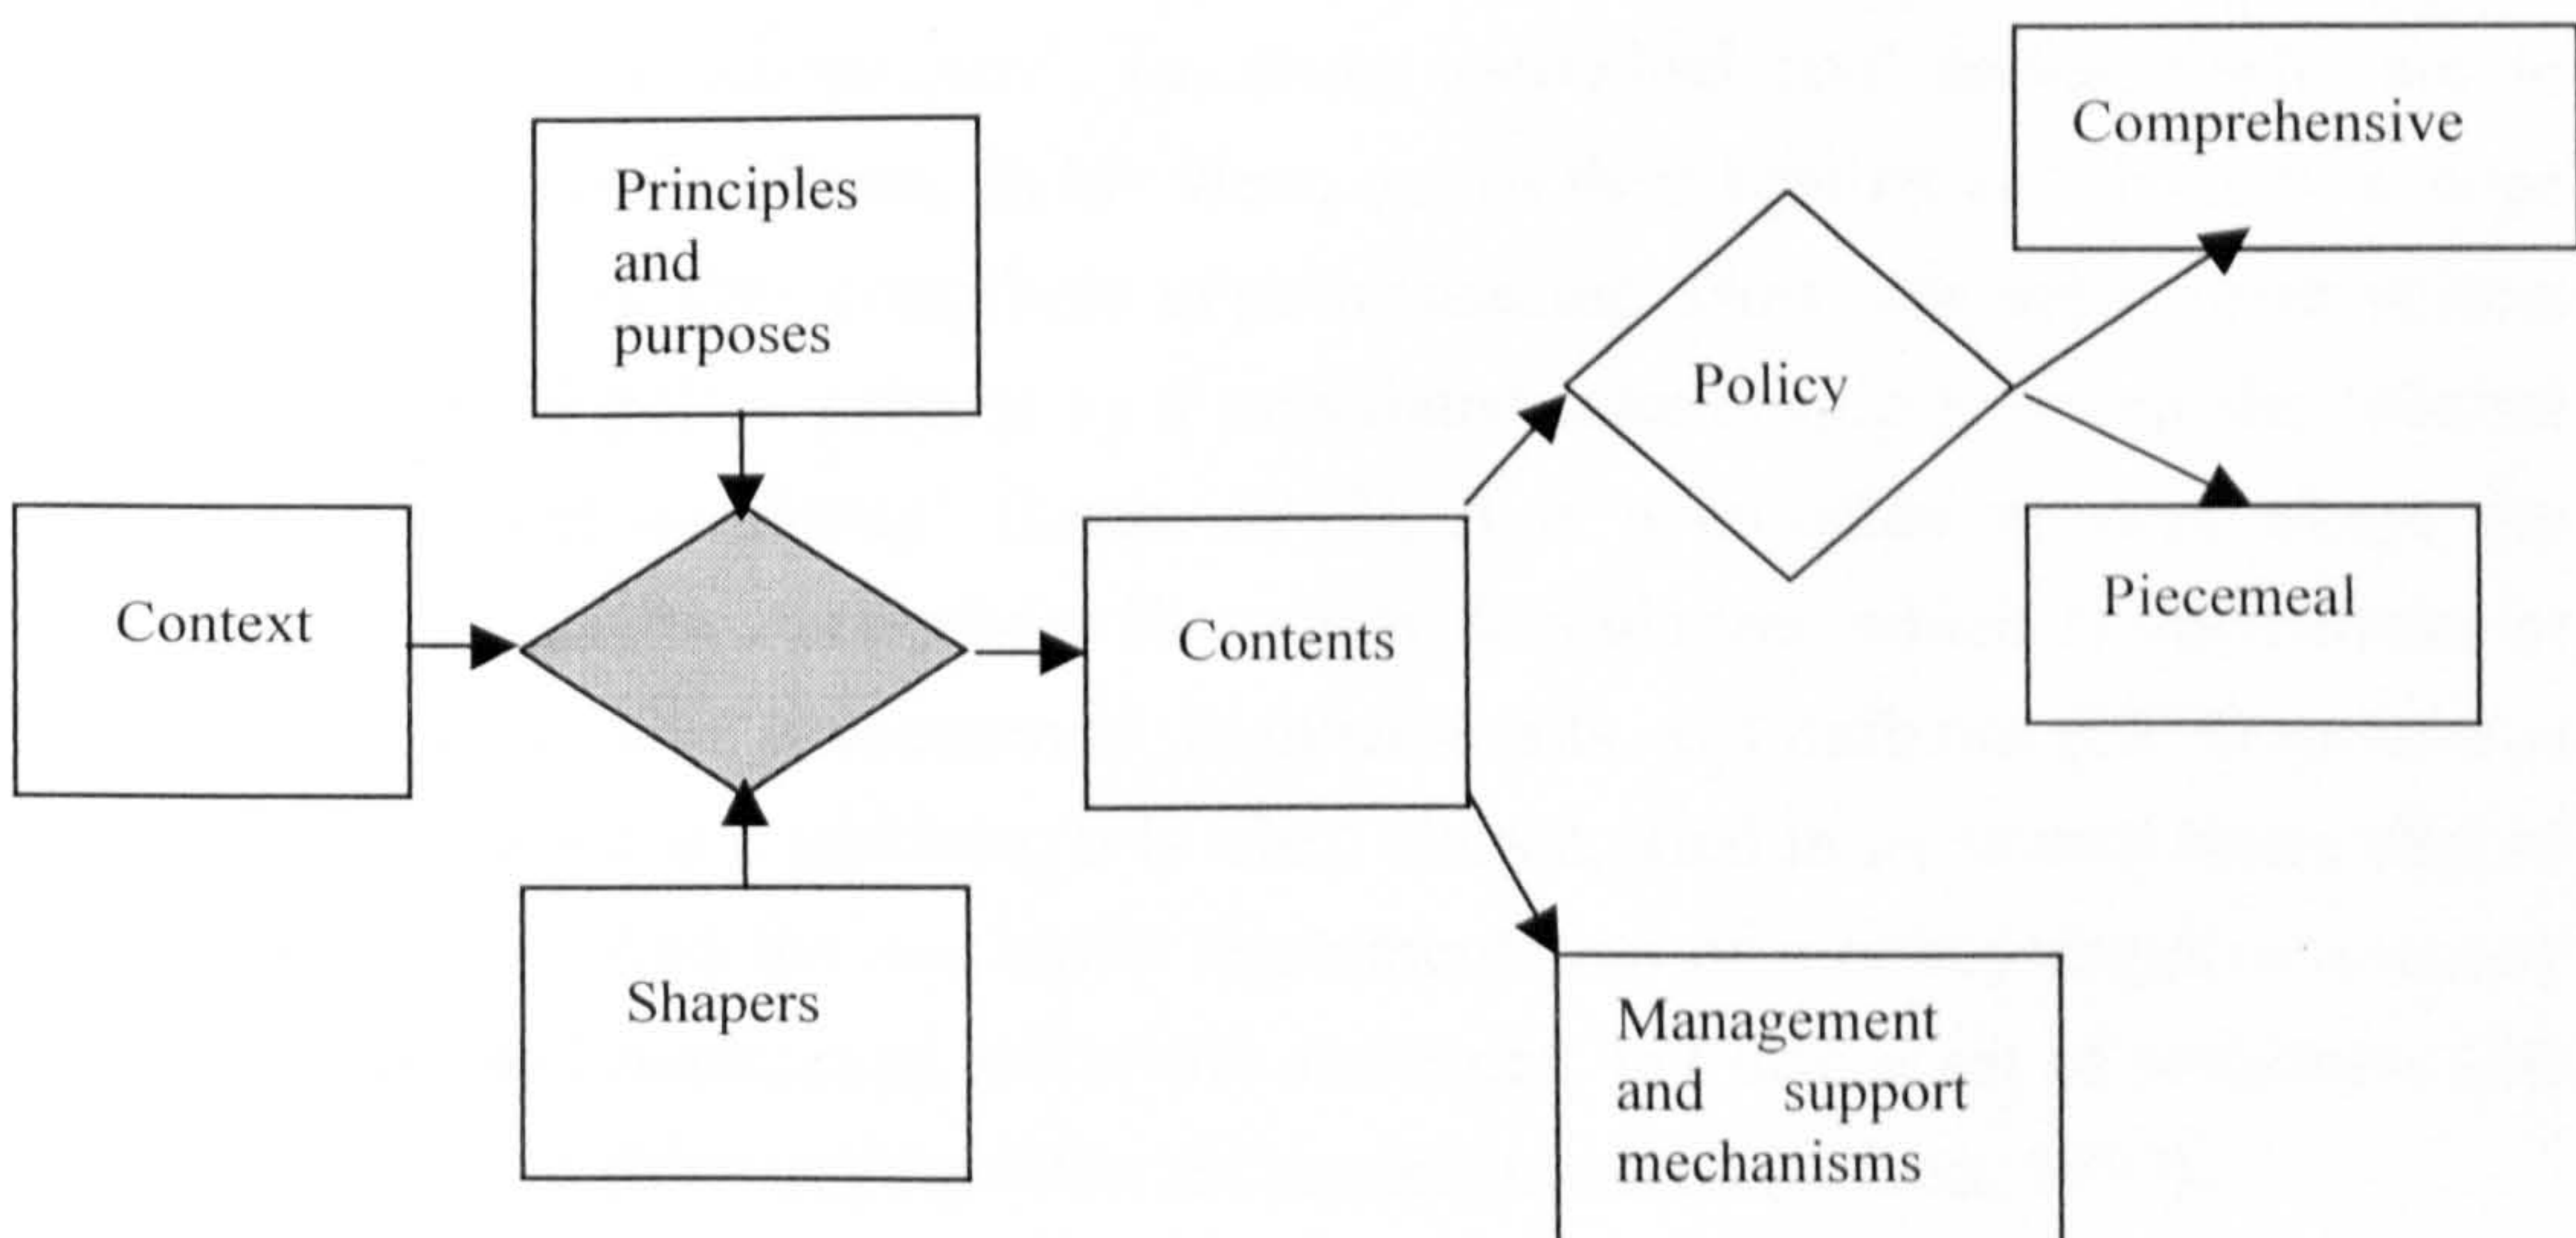 Comprehensive
Principles
and
purposes
Policy
Context
Contents
Piecemeal
Shapers
Management
and support
mechanisms